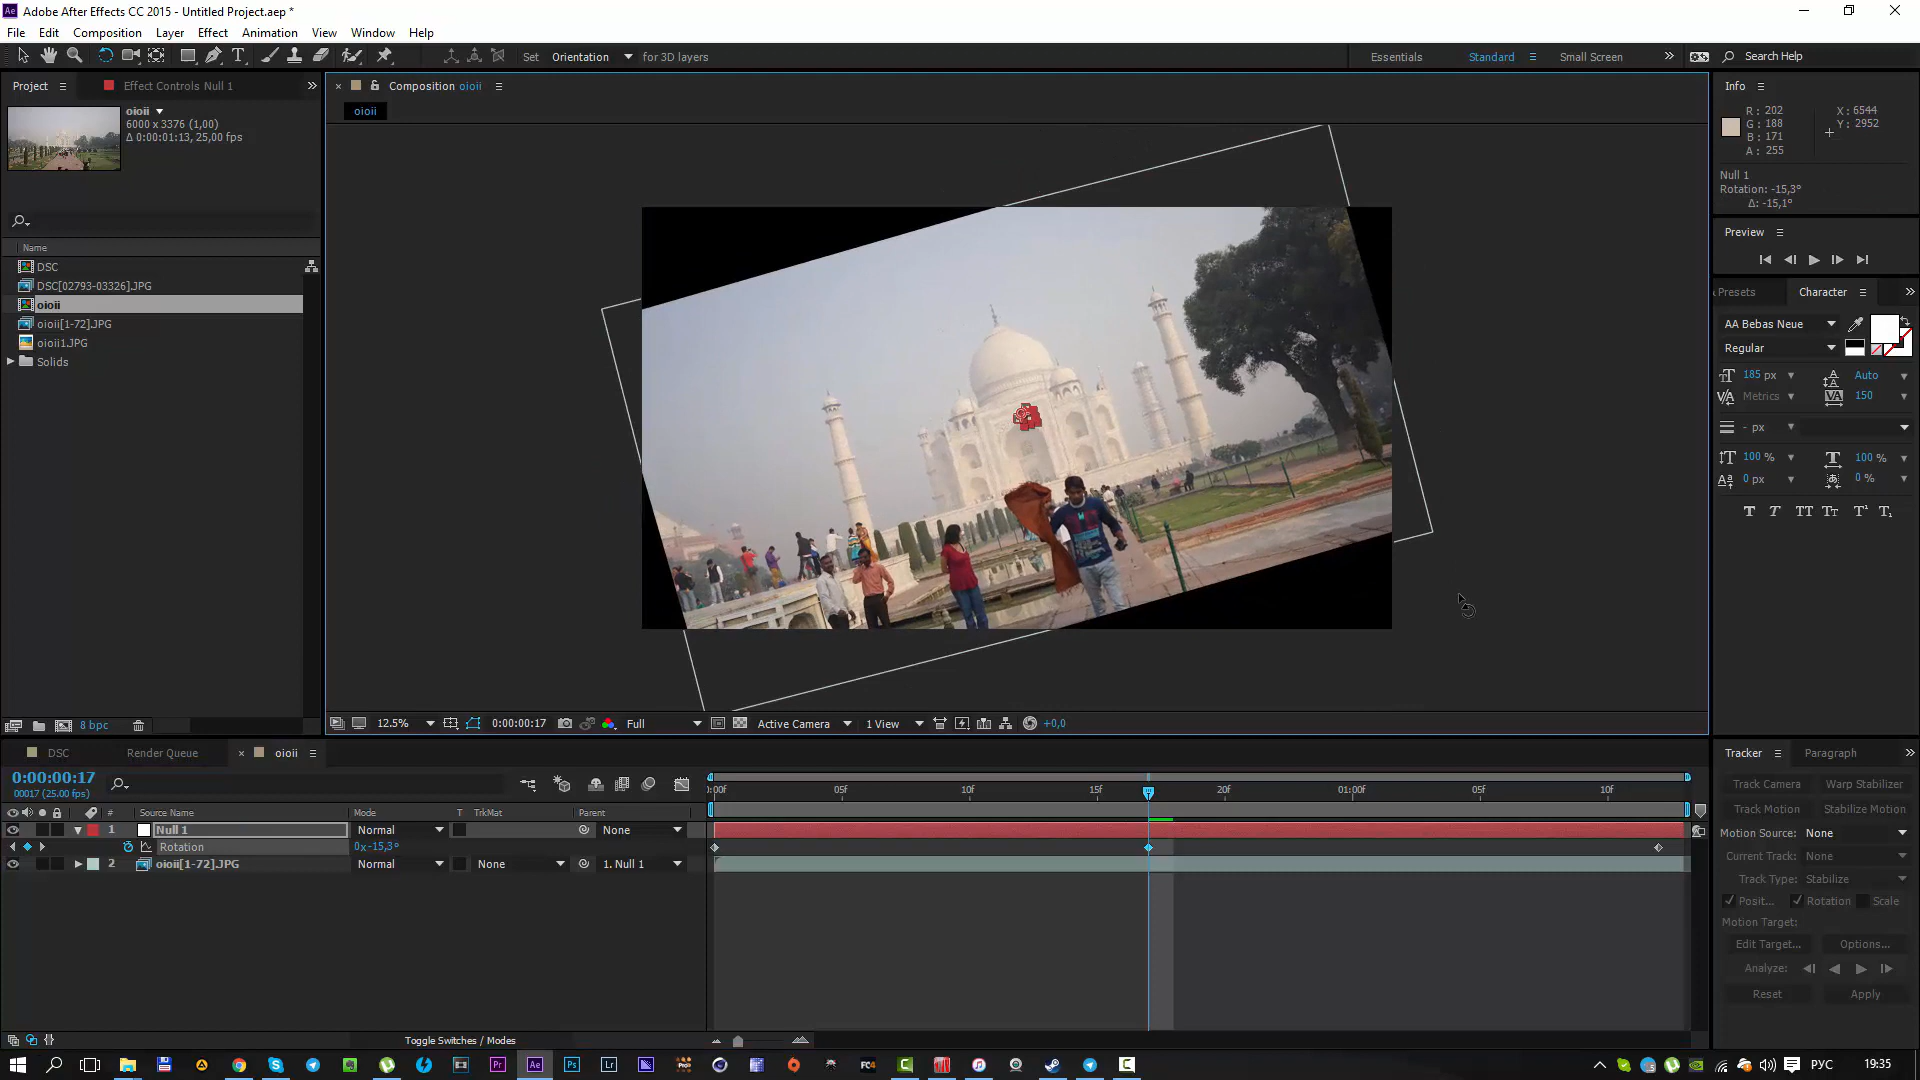 Adobe After Effects CC 2015 - Untitled Project.aep *
File Edit Composition Layer Effect Animation View Window Help
Set Orientation for 3D layers Essentials Standard Small Screen Search Help
Project Effect Controls Null 1
Composition oioii
oioii
oioii
6000 x 3376 (1,00)
Δ 0:00:01:13, 25,00 fps
Name
DSC
DSC[02793-03326].JPG
oioii
oioii[1-72].JPG
oioii1.JPG
Solids
8 bpc
12.5% 0:00:00:17 Full Active Camera 1 View +0,0
Info
R: 202 X: 6544
G: 188 Y: 2952
B: 171
A: 255
Null 1
Rotation: -15,3°
Δ: -15,1°
Preview
Presets Character
AA Bebas Neue
Regular
185 px Auto
Metrics 150
- px
100 % 100 %
0 px 0 %
DSC Render Queue oioii
0:00:00:17
00017 (25.00 fps)
0:00f 05f 10f 15f 20f 01:00f 05f 10f
# Source Name Mode T TrkMat Parent
1 Null 1 Normal None
Rotation 0x-15,3°
2 oioii[1-72].JPG Normal None 1. Null 1
Toggle Switches / Modes
Tracker Paragraph
Track Camera Warp Stabilizer
Track Motion Stabilize Motion
Motion Source: None
Current Track: None
Track Type: Stabilize
Posit... Rotation Scale
Motion Target:
Edit Target... Options...
Analyze:
Reset Apply
Pr Ae Ps Lr FC4 РУС 19:35